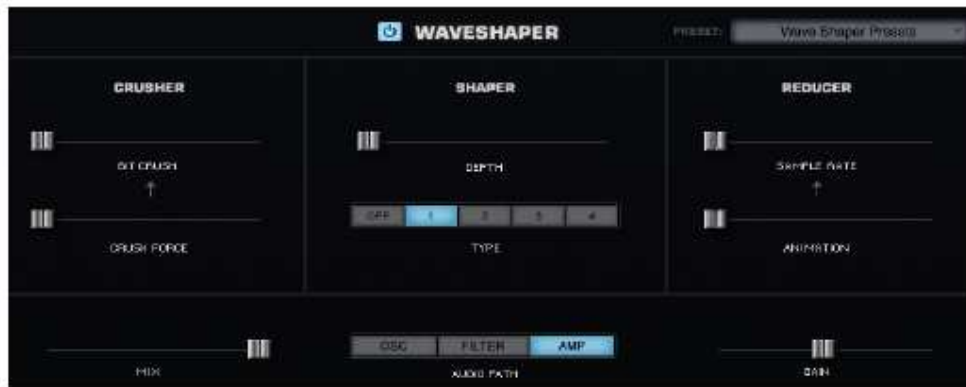 WAVESHAPER
PRESET: Wave Shaper Presets
CRUSHER
SHAPER
REDUCER
BIT CRUSH
DEPTH
SAMPLE RATE
OFF 1 2 3 4
CRUSH FORCE
TYPE
ANIMATION
OSC FILTER AMP
MIX
AUDIO PATH
GAIN